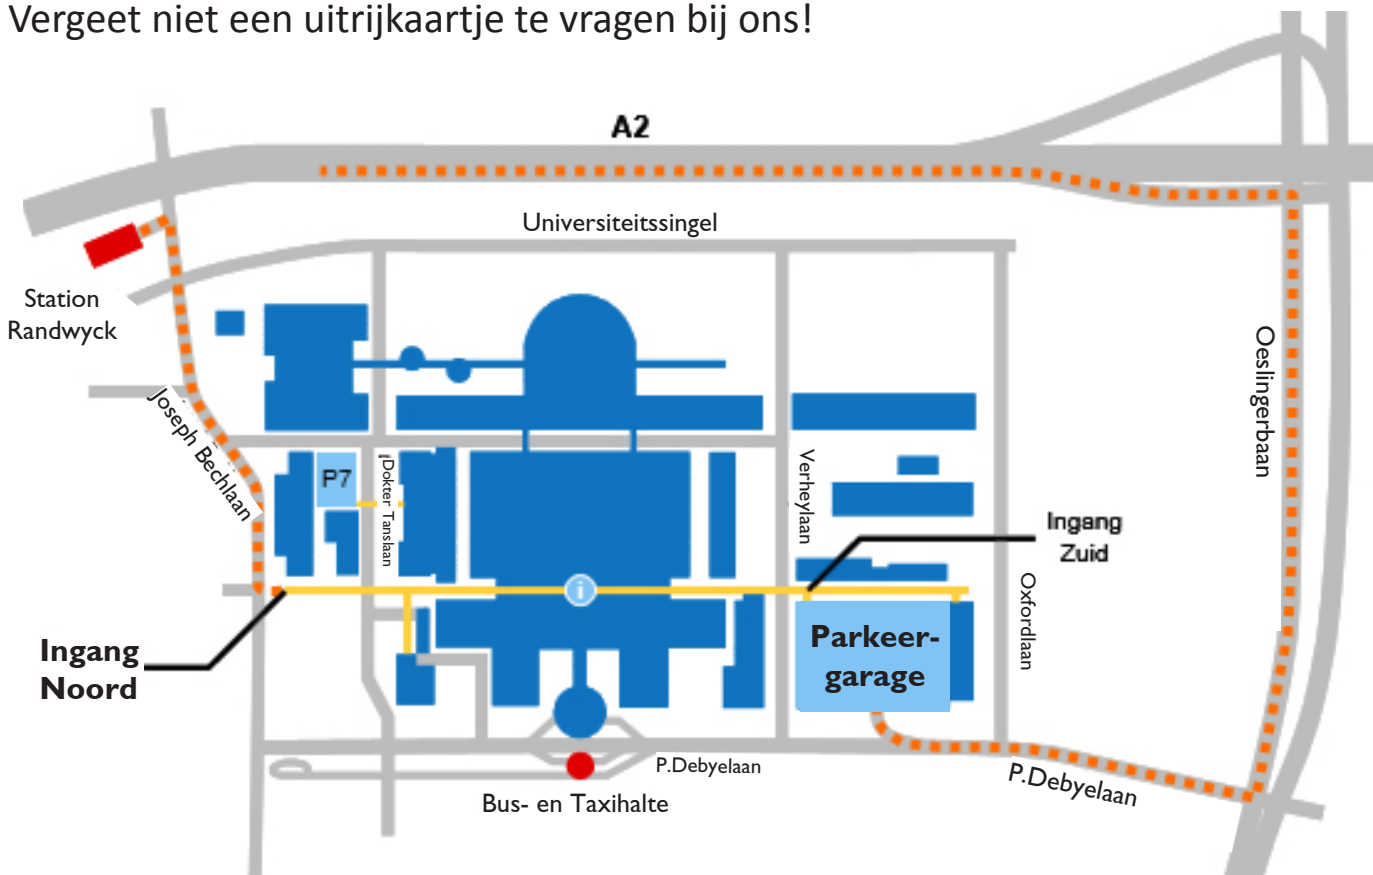 Vergeet niet een uitrijkaartje te vragen bij ons!
A2
Universiteitssingel
Station
Randwyck
Joseph Bechlaan
P7
Dokter Tanslaan
Verheylaan
Oeslingerbaan
Ingang
Zuid
Oxfordlaan
i
Ingang
Noord
Parkeer-
garage
P.Debyelaan
P.Debyelaan
Bus- en Taxihalte